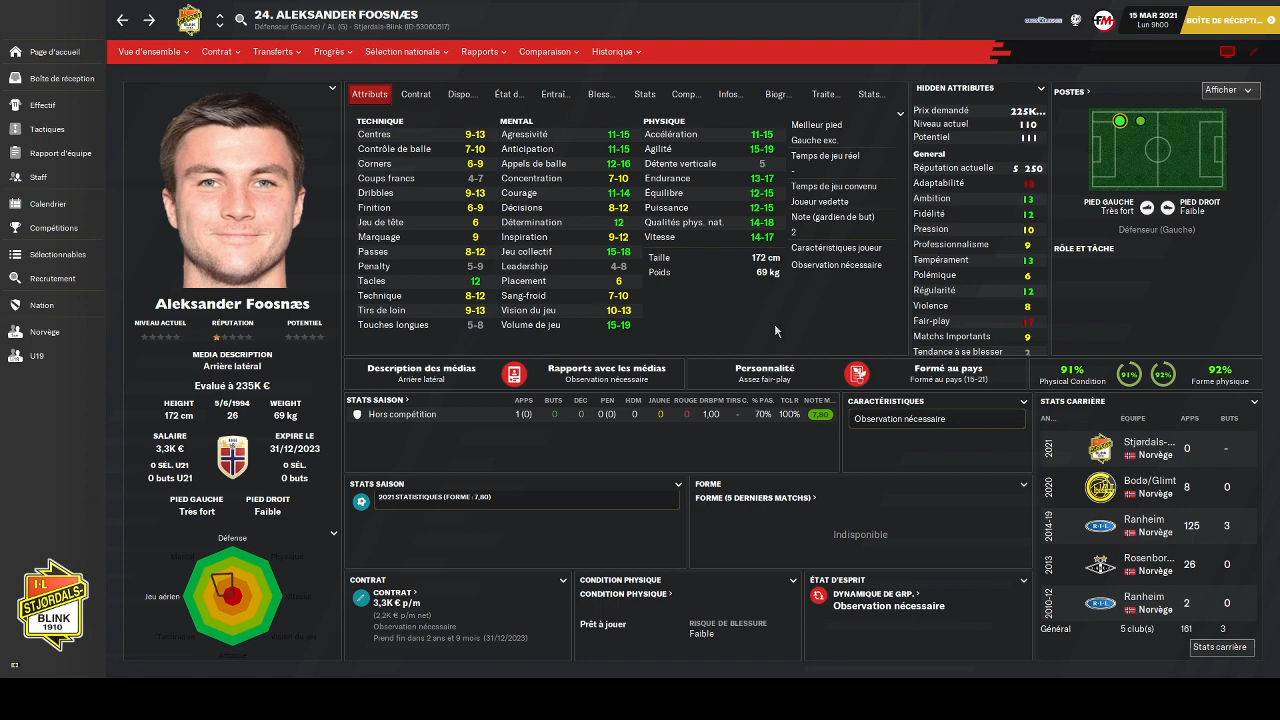 24. ALEKSANDER FOOSNÆS
Défenseur (Gauche) / AL (G) - Stjørdals-Blink (ID:53060517)
15 MAR 2021
Lun 9h00
BOÎTE DE RÉCEPTI...
Vue d'ensemble
Contrat
Transferts
Progrès
Sélection nationale
Rapports
Comparaison
Historique
Page d'accueil
Boîte de réception
Effectif
Tactiques
Rapport d'équipe
Staff
Calendrier
Compétitions
Sélectionnables
Recrutement
Nation
Norvège
U19
I-L
STJØRDALS-
BLINK
1910
Aleksander Foosnæs
NIVEAU ACTUEL
RÉPUTATION
POTENTIEL
MEDIA DESCRIPTION
Arrière latéral
Evalué à 235K €
HEIGHT 5/6/1994 WEIGHT
172 cm 26 69 kg
SALAIRE EXPIRE LE
3,3K € 31/12/2023
0 SÉL. U21 0 SÉL.
0 buts U21 0 buts
PIED GAUCHE PIED DROIT
Très fort Faible
Défense
Mental Physique
Jeu aérien Vitesse
Technique Vision du jeu
Attaque
Attributs Contrat Dispo... État d... Entraî... Bless... Stats Comp... Infos... Biogr... Traite... Stats...
TECHNIQUE
Centres 9-13
Contrôle de balle 7-10
Corners 6-9
Coups francs 4-7
Dribbles 9-13
Finition 6-9
Jeu de tête 6
Marquage 9
Passes 8-12
Penalty 5-9
Tacles 12
Technique 8-12
Tirs de loin 9-13
Touches longues 5-8
MENTAL
Agressivité 11-15
Anticipation 11-15
Appels de balle 12-16
Concentration 7-10
Courage 11-14
Décisions 8-12
Détermination 12
Inspiration 9-12
Jeu collectif 15-18
Leadership 4-8
Placement 6
Sang-froid 7-10
Vision du jeu 10-13
Volume de jeu 15-19
PHYSIQUE
Accélération 11-15
Agilité 15-19
Détente verticale 5
Endurance 13-17
Équilibre 12-15
Puissance 12-15
Qualités phys. nat. 14-18
Vitesse 14-17
Taille 172 cm
Poids 69 kg
Meilleur pied
Gauche exc.
Temps de jeu réel
-
Temps de jeu convenu
Joueur vedette
Note (gardien de but)
2
Caractéristiques joueur
Observation nécessaire
HIDDEN ATTRIBUTES
Prix demandé 225K...
Niveau actuel 110
Potentiel 111
General
Réputation actuelle 5 250
Adaptabilité
Ambition 13
Fidélité 12
Pression 10
Professionnalisme 9
Tempérament 13
Polémique 6
Régularité 12
Violence 8
Fair-play 17
Matchs Importants 9
Tendance à se blesser 2
POSTES
Afficher
PIED GAUCHE
Très fort
PIED DROIT
Faible
Défenseur (Gauche)
RÔLE ET TÂCHE
Description des médias
Arrière latéral
Rapports avec les médias
Observation nécessaire
Personnalité
Assez fair-play
Formé au pays
Formé au pays (15-21)
91%
Physical Condition
91%
92%
92%
Forme physique
STATS SAISON APPS BUTS DÉC PEN HDM JAUNE ROUGE DRBPM TIRS C. % PAS. TCL R NOTE M...
Hors compétition 1 (0) 0 0 0 (0) 0 0 0 1,00 - 70% 100% 7,80
CARACTÉRISTIQUES
Observation nécessaire
STATS SAISON
2021 STATISTIQUES (FORME : 7,80)
FORME
FORME (5 DERNIERS MATCHS)
Indisponible
CONTRAT
CONTRAT
3,3K € p/m
(2,2K € p/m net)
Observation nécessaire
Prend fin dans 2 ans et 9 mois (31/12/2023)
CONDITION PHYSIQUE
CONDITION PHYSIQUE
Prêt à jouer
RISQUE DE BLESSURE
Faible
ÉTAT D'ESPRIT
DYNAMIQUE DE GRP.
Observation nécessaire
STATS CARRIÈRE
AN... EQUIPE APPS BUTS
2021 Stjørdals-... 0 -
Norvège
2020 Bodø/Glimt 8 0
Norvège
2014-19 Ranheim 125 3
Norvège
2013 Rosenbor... 26 0
Norvège
2010-12 Ranheim 2 0
Norvège
Général 5 club(s) 161 3
Stats carrière